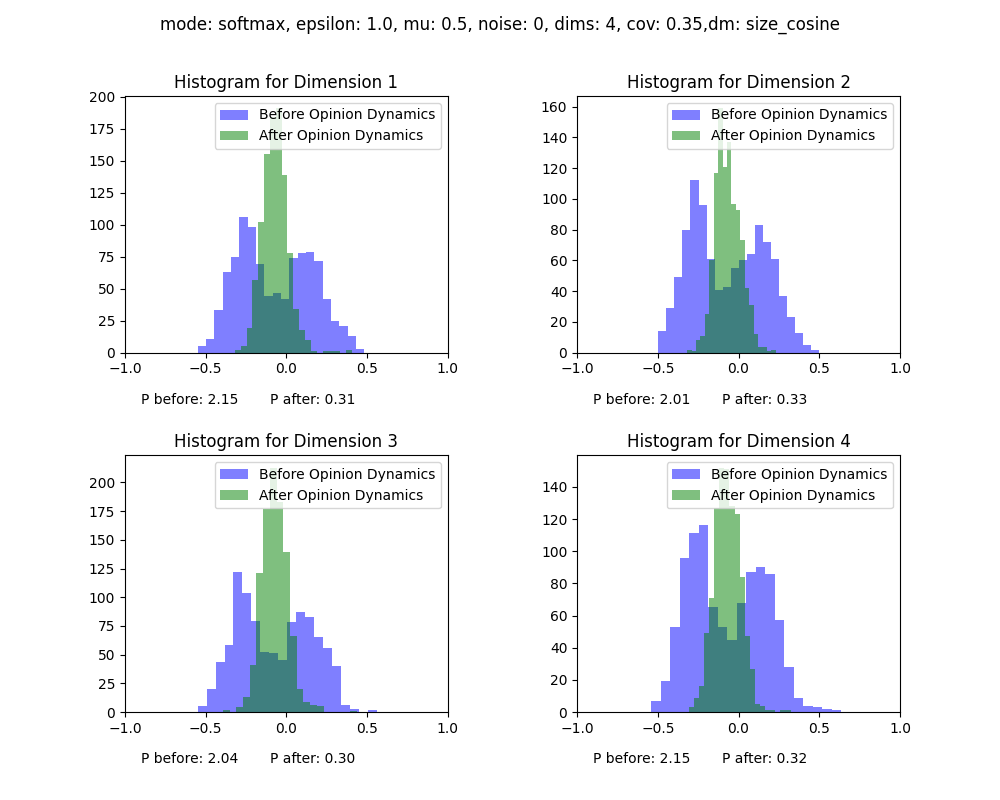 mode: softmax, epsilon: 1.0, mu: 0.5, noise: 0, dims: 4, cov: 0.35,dm: size_cosine
Histogram for Dimension 1
Before Opinion Dynamics
After Opinion Dynamics
200
175
150
125
100
75
50
25
0
−1.0 −0.5 0.0 0.5 1.0
P before: 2.15 P after: 0.31
Histogram for Dimension 2
Before Opinion Dynamics
After Opinion Dynamics
160
140
120
100
80
60
40
20
0
−1.0 −0.5 0.0 0.5 1.0
P before: 2.01 P after: 0.33
Histogram for Dimension 3
Before Opinion Dynamics
After Opinion Dynamics
200
175
150
125
100
75
50
25
0
−1.0 −0.5 0.0 0.5 1.0
P before: 2.04 P after: 0.30
Histogram for Dimension 4
Before Opinion Dynamics
After Opinion Dynamics
140
120
100
80
60
40
20
0
−1.0 −0.5 0.0 0.5 1.0
P before: 2.15 P after: 0.32